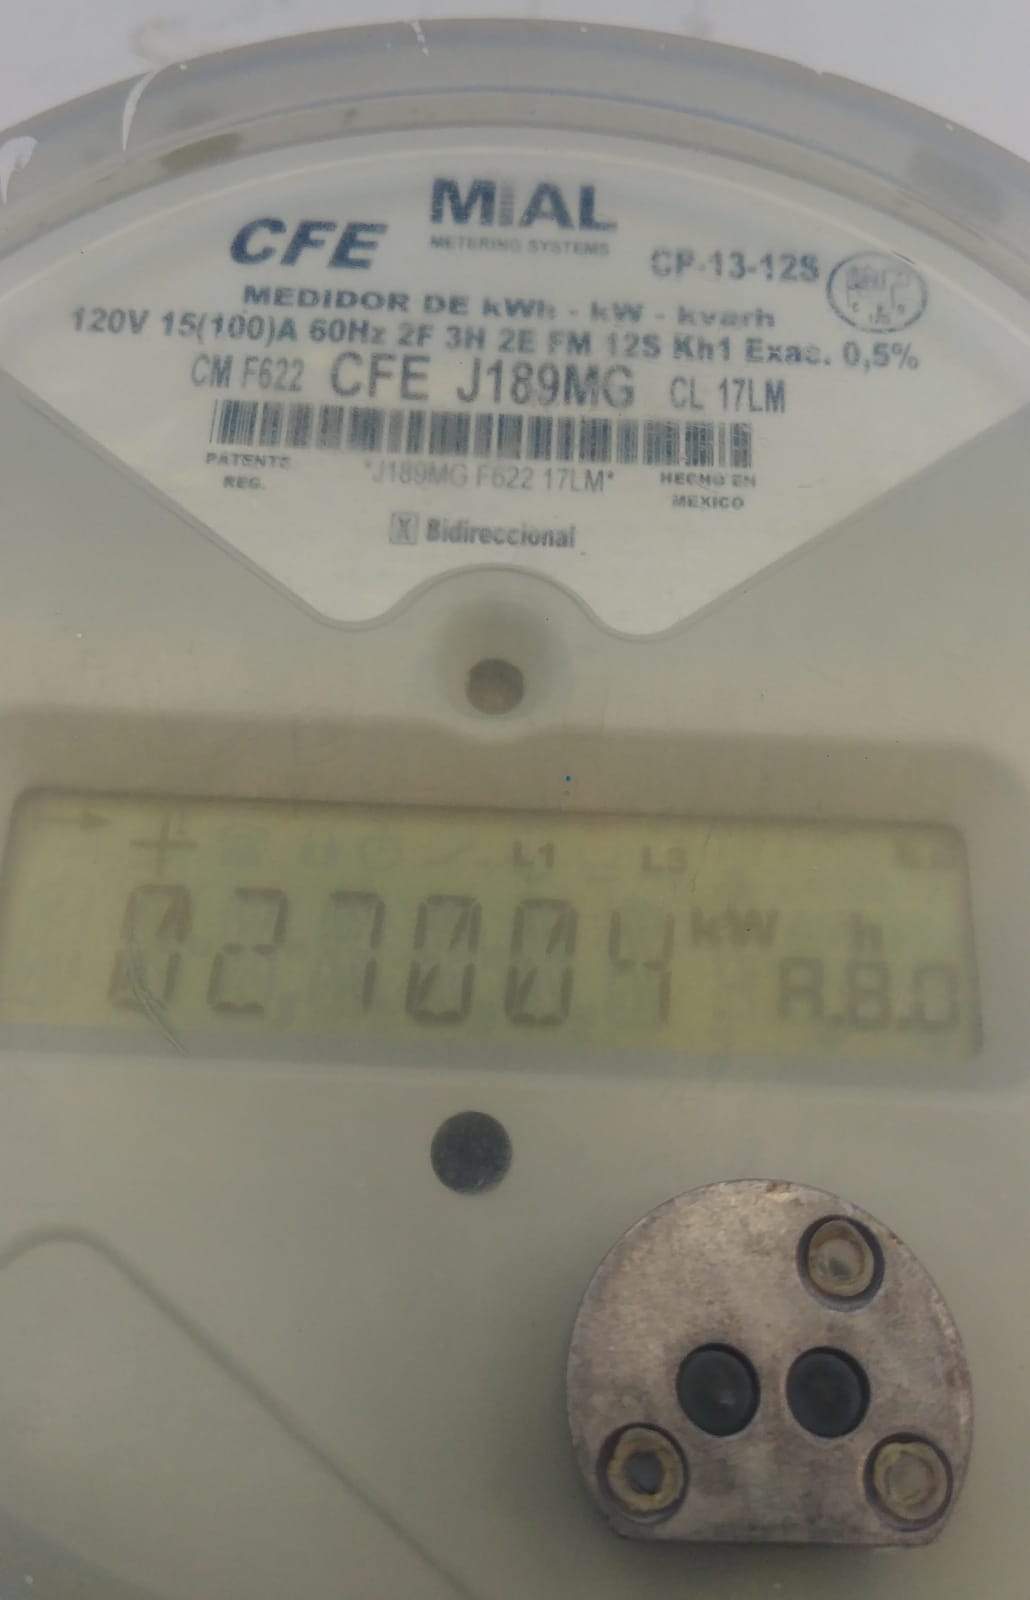 MIAL
METERING SYSTEMS
CFE
CP-13-12S
MEDIDOR DE kWh - kW - kvarh
120V 15(100)A 60Hz 2F 3H 2E FM 12S Kh1 Exac. 0,5%
CM F622 CFE J189MG CL 17LM
PATENTE
REG.
*J189MG F622 17LM*
HECHO EN
MEXICO
X Bidireccional
L1 L3
027004 kW h
A.8.0